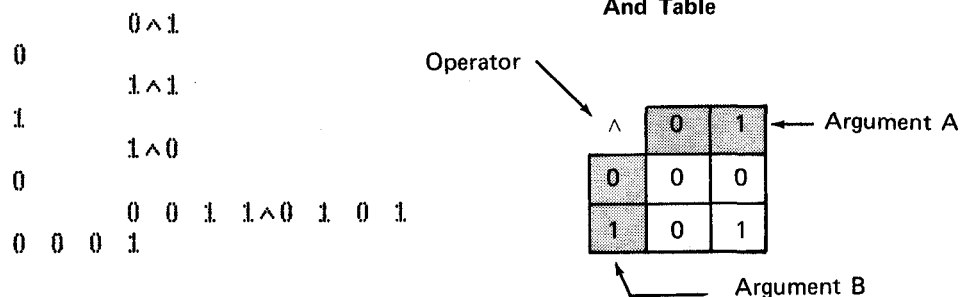 0∧1
0
1∧1
1
1∧0
0
0 0 1 1∧0 1 0 1
0 0 0 1
And Table
Operator
∧ 0 1
Argument A
0 0 0
1 0 1
Argument B